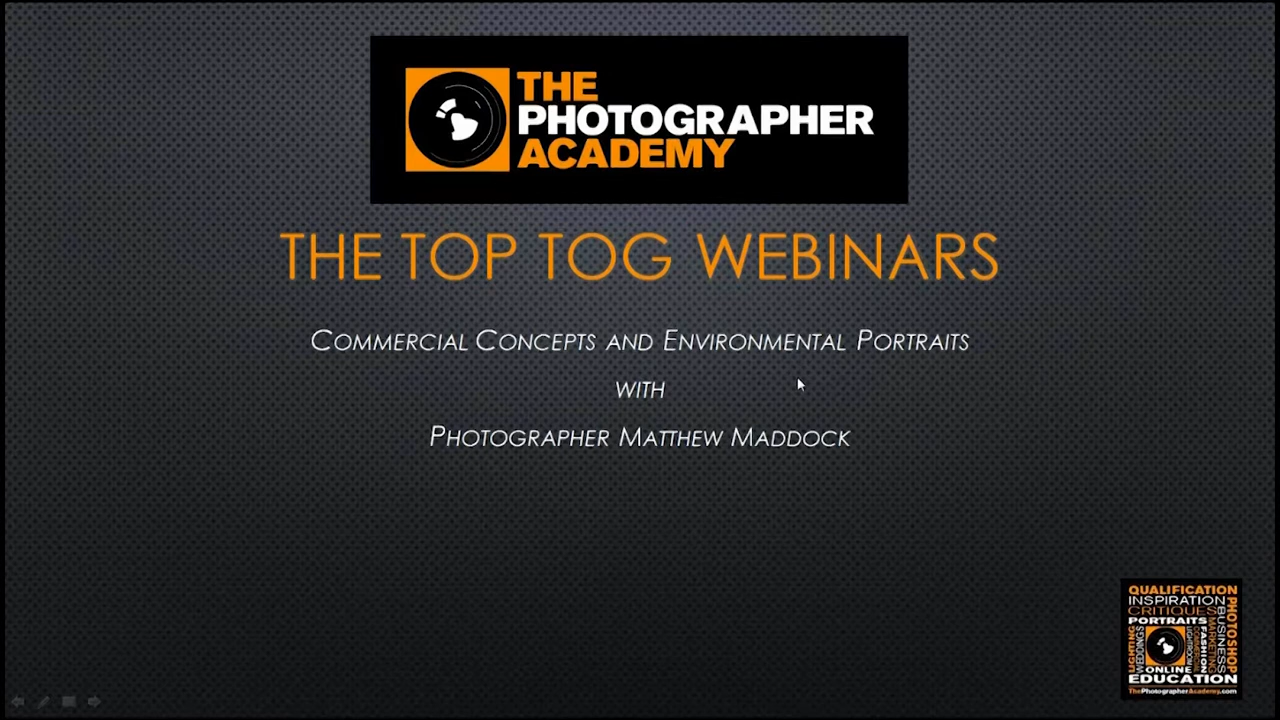 THE
PHOTOGRAPHER
ACADEMY
THE TOP TOG WEBINARS
COMMERCIAL CONCEPTS AND ENVIRONMENTAL PORTRAITS
WITH
PHOTOGRAPHER MATTHEW MADDOCK
QUALIFICATION
INSPIRATION
CRITIQUES
PORTRAITS
LIGHTING
WEDDINGS
LIGHTROOM
FASHION
MARKETING
BUSINESS
PHOTOSHOP
ONLINE
EDUCATION
ThePhotographerAcademy.com